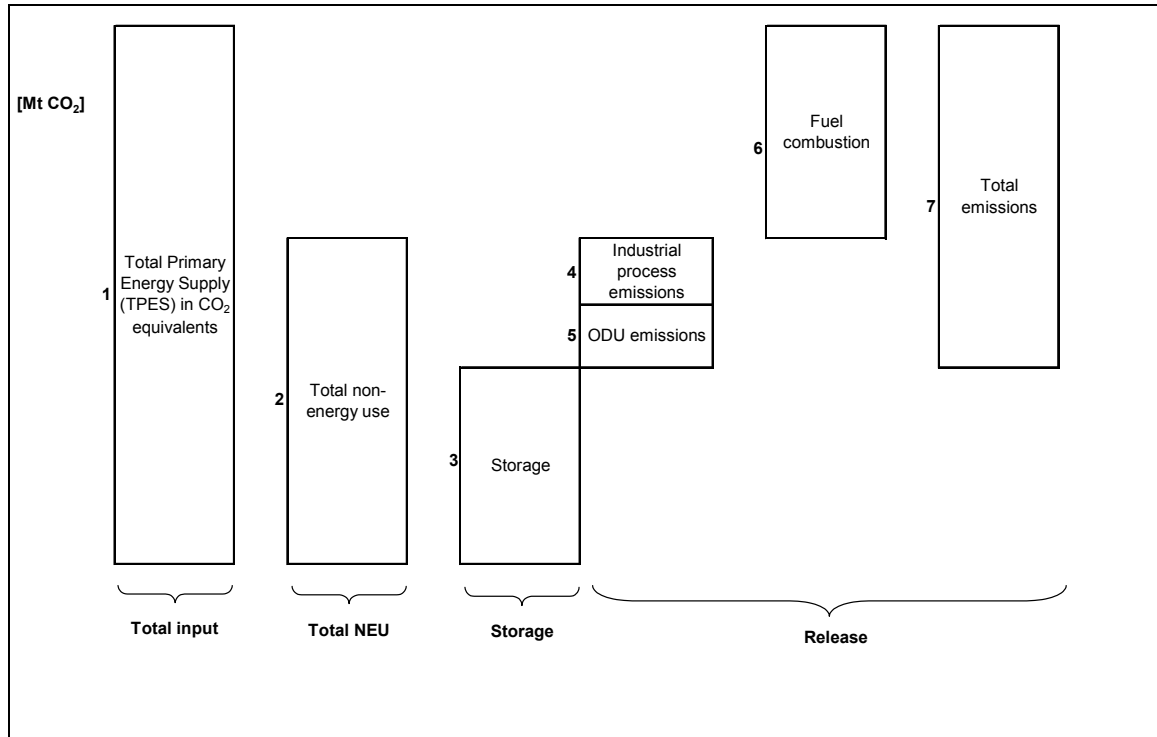 [Mt CO₂]
1
Total Primary
Energy Supply
(TPES) in CO₂
equivalents
2
Total non-
energy use
3
Storage
4
Industrial
process
emissions
5
ODU emissions
6
Fuel
combustion
7
Total
emissions
Total input
Total NEU
Storage
Release